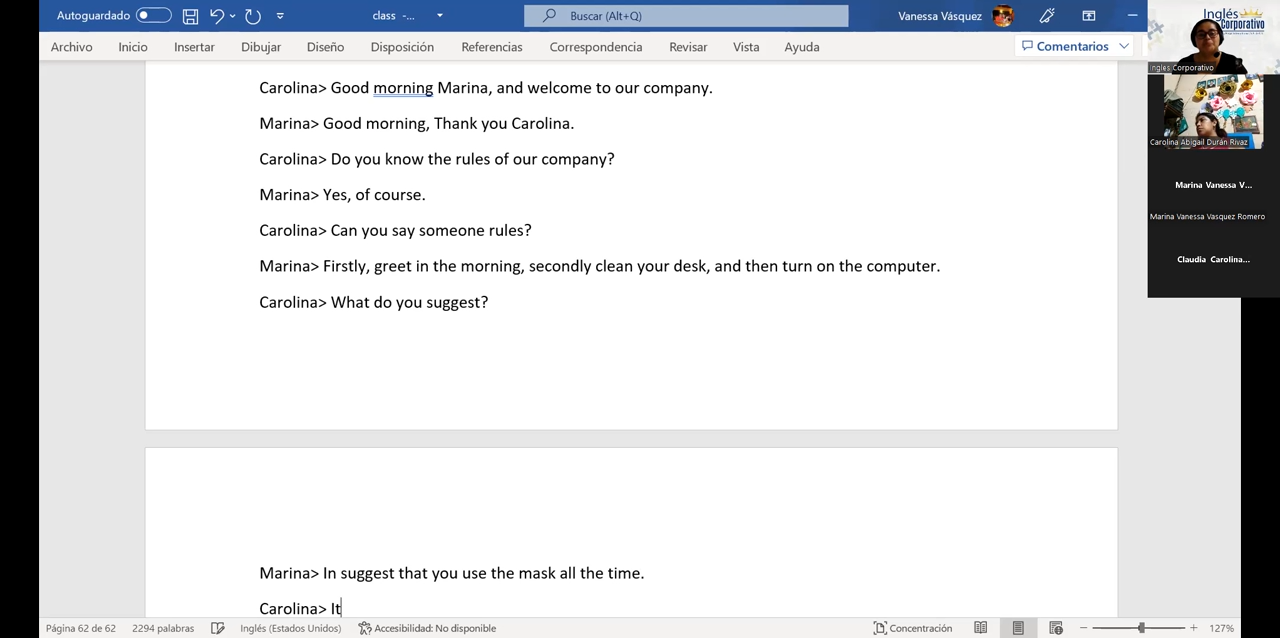 Autoguardado
class -...
Buscar (Alt+Q)
Vanessa Vásquez
Archivo Inicio Insertar Dibujar Diseño Disposición Referencias Correspondencia Revisar Vista Ayuda
Comentarios
Inglés
Corporativo
Ingles Corporativo
Carolina Abigail Durán Rivaz
Marina Vanessa V...
Marina Vanessa Vasquez Romero
Claudia Carolina...
Carolina> Good morning Marina, and welcome to our company.
Marina> Good morning, Thank you Carolina.
Carolina> Do you know the rules of our company?
Marina> Yes, of course.
Carolina> Can you say someone rules?
Marina> Firstly, greet in the morning, secondly clean your desk, and then turn on the computer.
Carolina> What do you suggest?
Marina> In suggest that you use the mask all the time.
Carolina> It
Página 62 de 62 2294 palabras Inglés (Estados Unidos) Accesibilidad: No disponible Concentración 127%